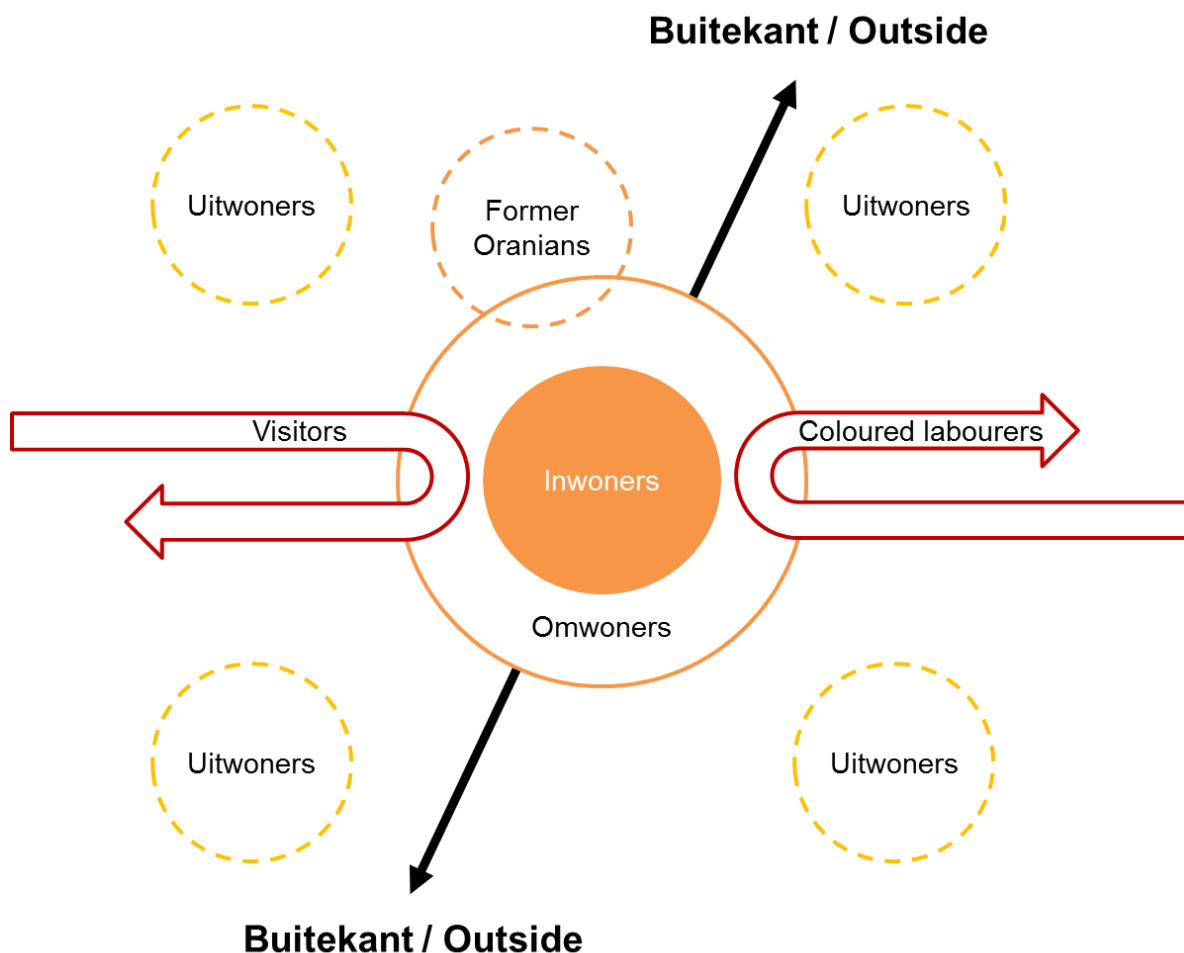 Buitekant / Outside
Uitwoners
Former
Oranians
Uitwoners
Visitors
Coloured labourers
Inwoners
Omwoners
Uitwoners
Uitwoners
Buitekant / Outside